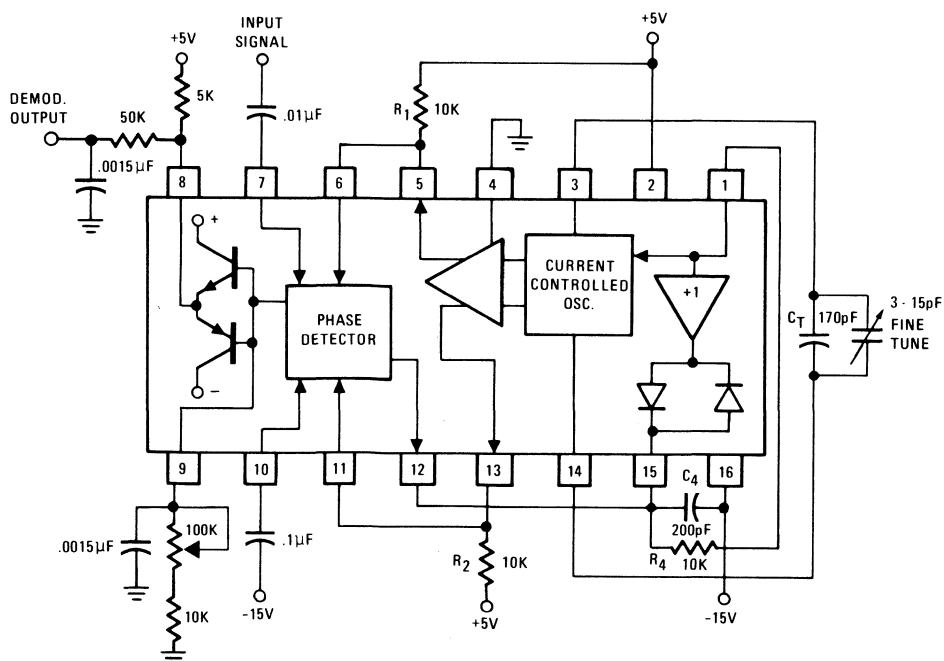 +5V
INPUT
SIGNAL
+5V
DEMOD.
OUTPUT
50K
5K
.01µF
R1 10K
.0015µF
8
7
6
5
4
3
2
1
+
PHASE
DETECTOR
CURRENT
CONTROLLED
OSC.
+1
CT 170pF
3 - 15pF
FINE
TUNE
−
9
10
11
12
13
14
15
16
C4
200pF
.0015µF
100K
.1µF
R2 10K
R4 10K
10K
-15V
+5V
-15V